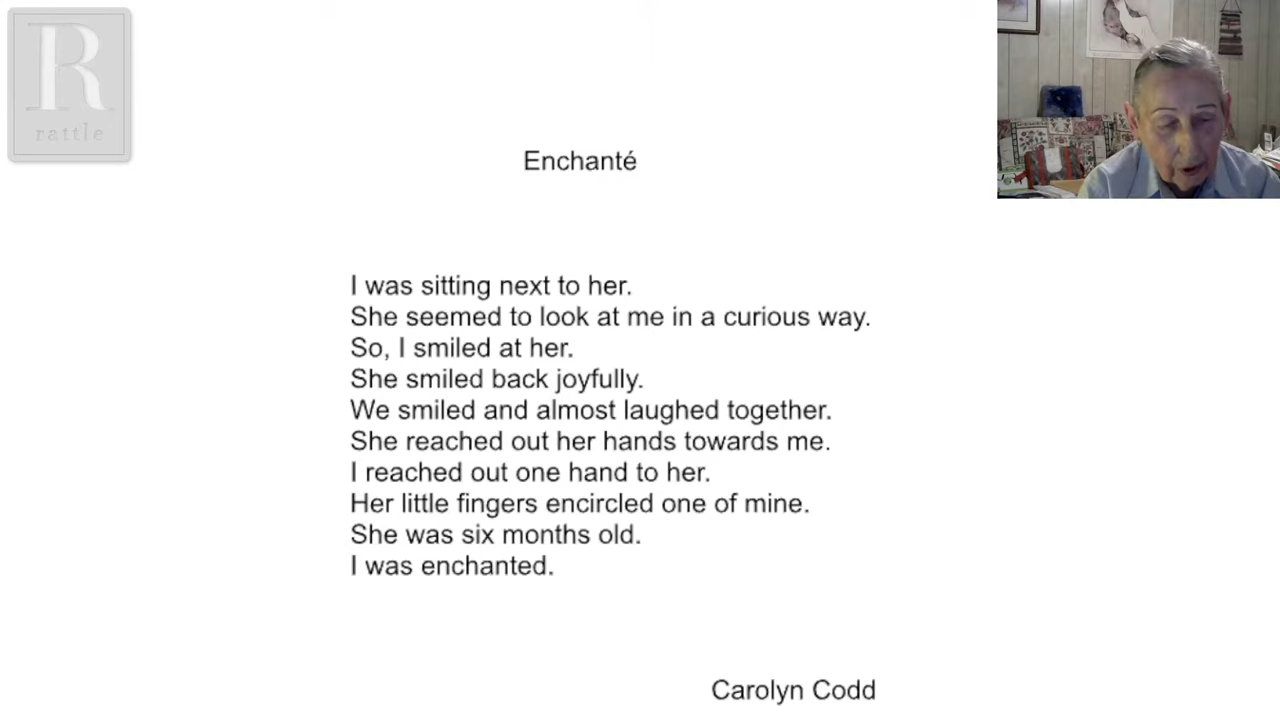 R
rattle
Enchanté
I was sitting next to her.
She seemed to look at me in a curious way.
So, I smiled at her.
She smiled back joyfully.
We smiled and almost laughed together.
She reached out her hands towards me.
I reached out one hand to her.
Her little fingers encircled one of mine.
She was six months old.
I was enchanted.
Carolyn Codd